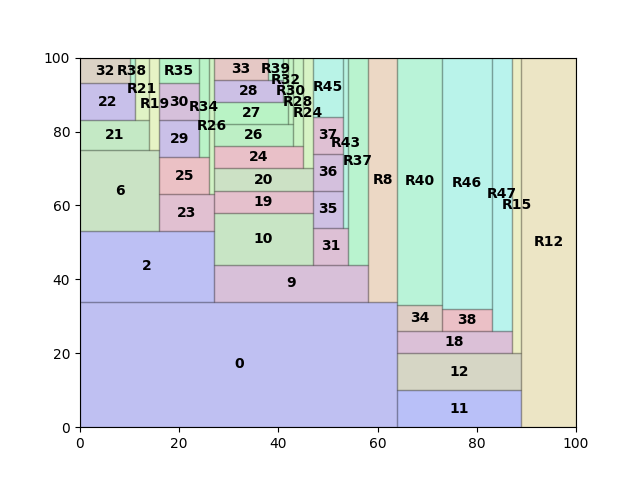 100
80
60
40
20
0
0 20 40 60 80 100
32 R38 R35 33 R39
R21 R32
22 R19 30 R34 28 R30 R45
R28
R26 27 R24
21 29 26 37 R43
24 R37
6 25 20 36 R8 R40 R46 R47
23 19 35 R15
10 31 R12
2 9
34 38
0 18
12
11